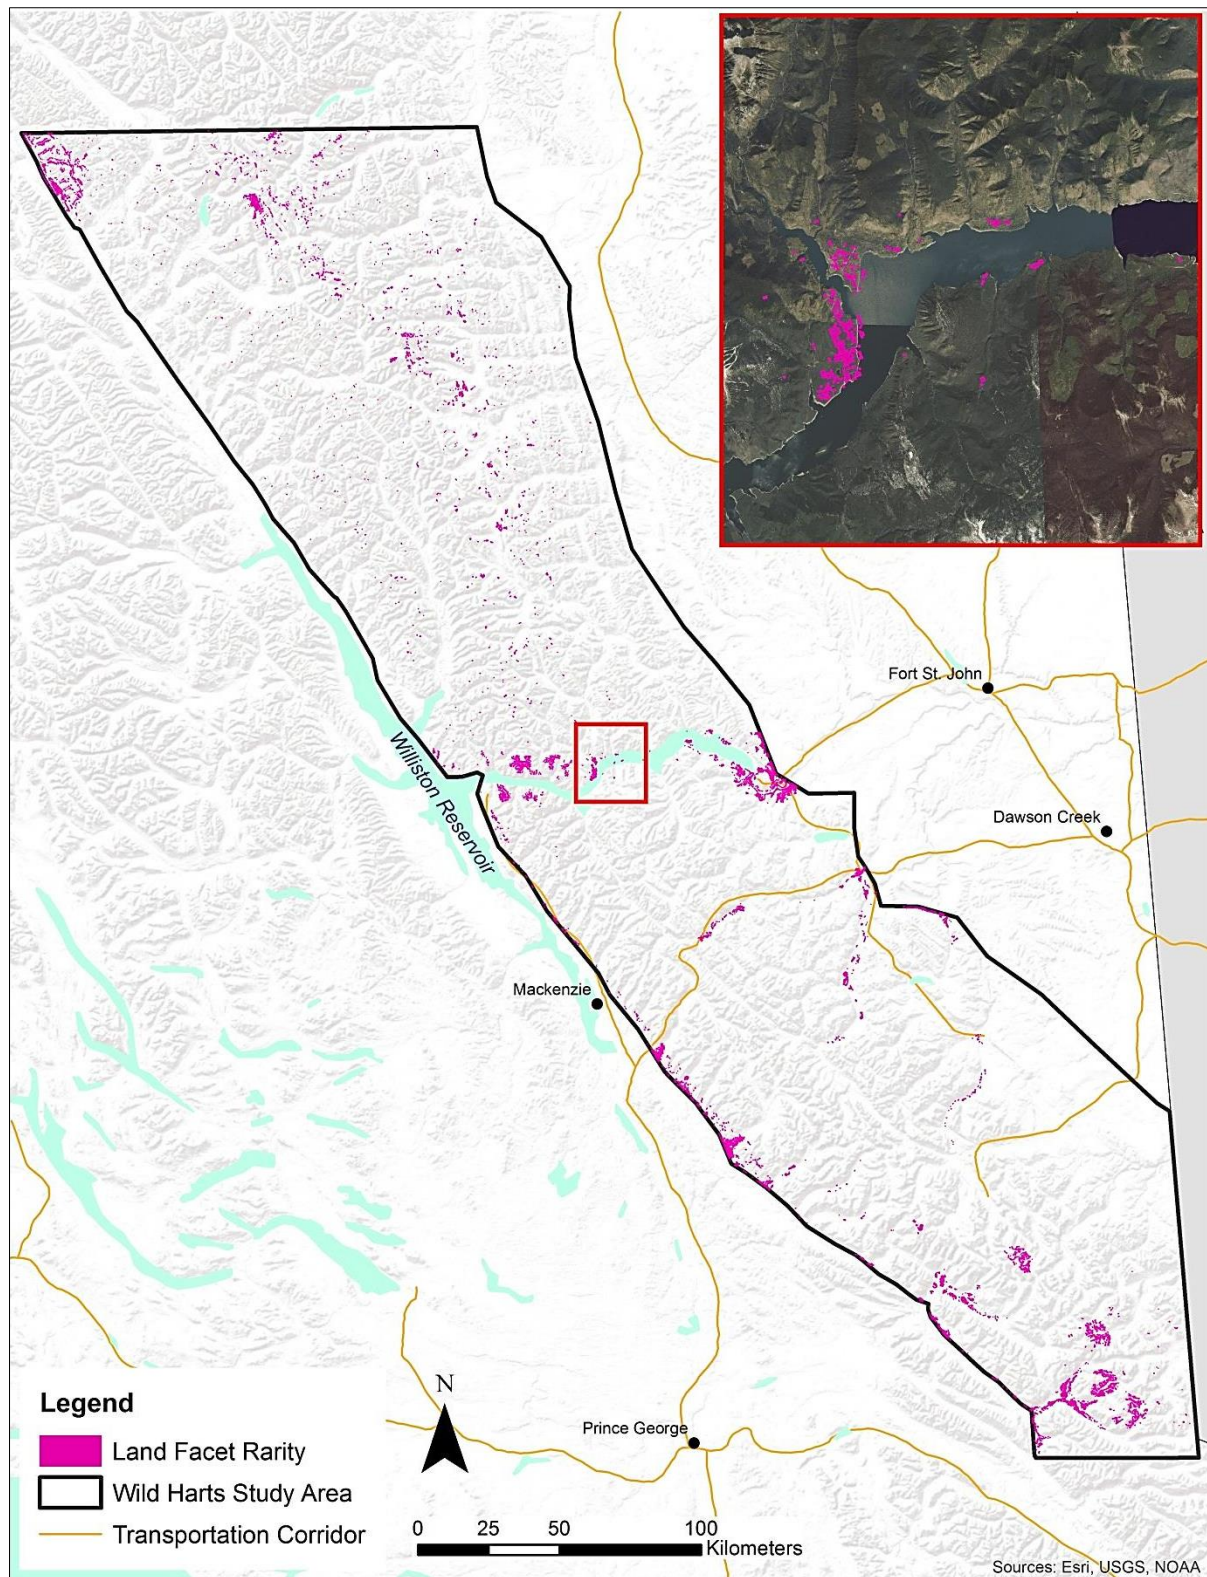 Fort St. John
Dawson Creek
Williston Reservoir
Mackenzie
Prince George
Legend
Land Facet Rarity
Wild Harts Study Area
Transportation Corridor
N
0 25 50 100
Kilometers
Sources: Esri, USGS, NOAA